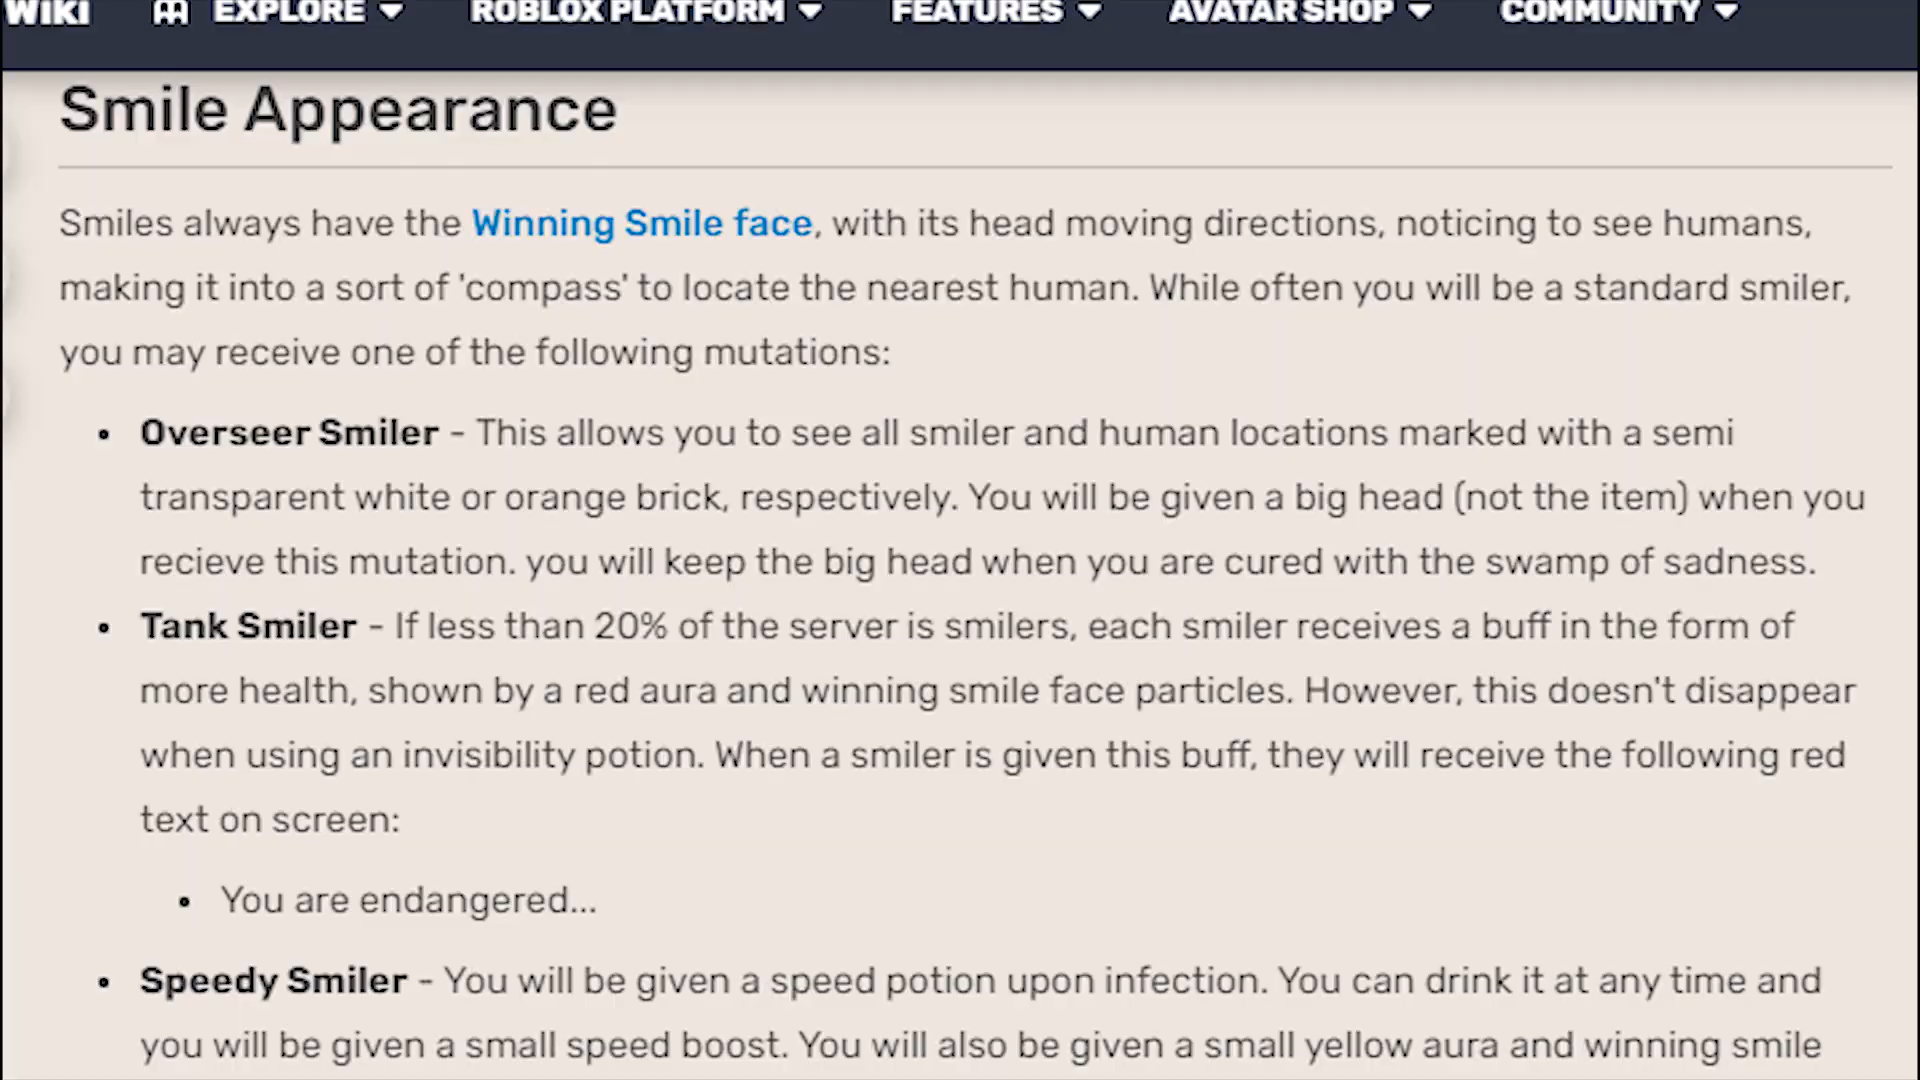 Wiki EXPLORE ROBLOX PLATFORM FEATURES AVATAR SHOP COMMUNITY
Smile Appearance
Smiles always have the Winning Smile face, with its head moving directions, noticing to see humans,
making it into a sort of 'compass' to locate the nearest human. While often you will be a standard smiler,
you may receive one of the following mutations:
• Overseer Smiler - This allows you to see all smiler and human locations marked with a semi
transparent white or orange brick, respectively. You will be given a big head (not the item) when you
recieve this mutation. you will keep the big head when you are cured with the swamp of sadness.
• Tank Smiler - If less than 20% of the server is smilers, each smiler receives a buff in the form of
more health, shown by a red aura and winning smile face particles. However, this doesn't disappear
when using an invisibility potion. When a smiler is given this buff, they will receive the following red
text on screen:
• You are endangered...
• Speedy Smiler - You will be given a speed potion upon infection. You can drink it at any time and
you will be given a small speed boost. You will also be given a small yellow aura and winning smile